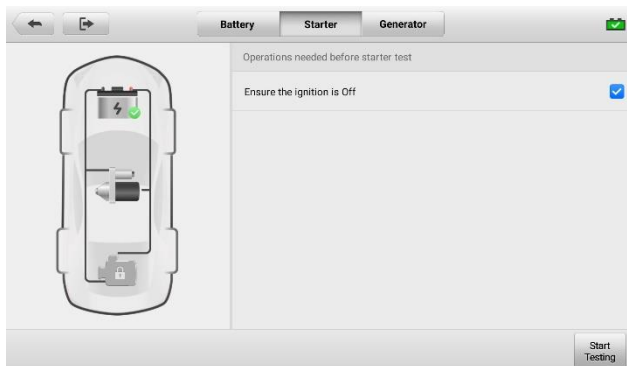 Battery
Starter
Generator
Operations needed before starter test
Ensure the ignition is Off
Start
Testing